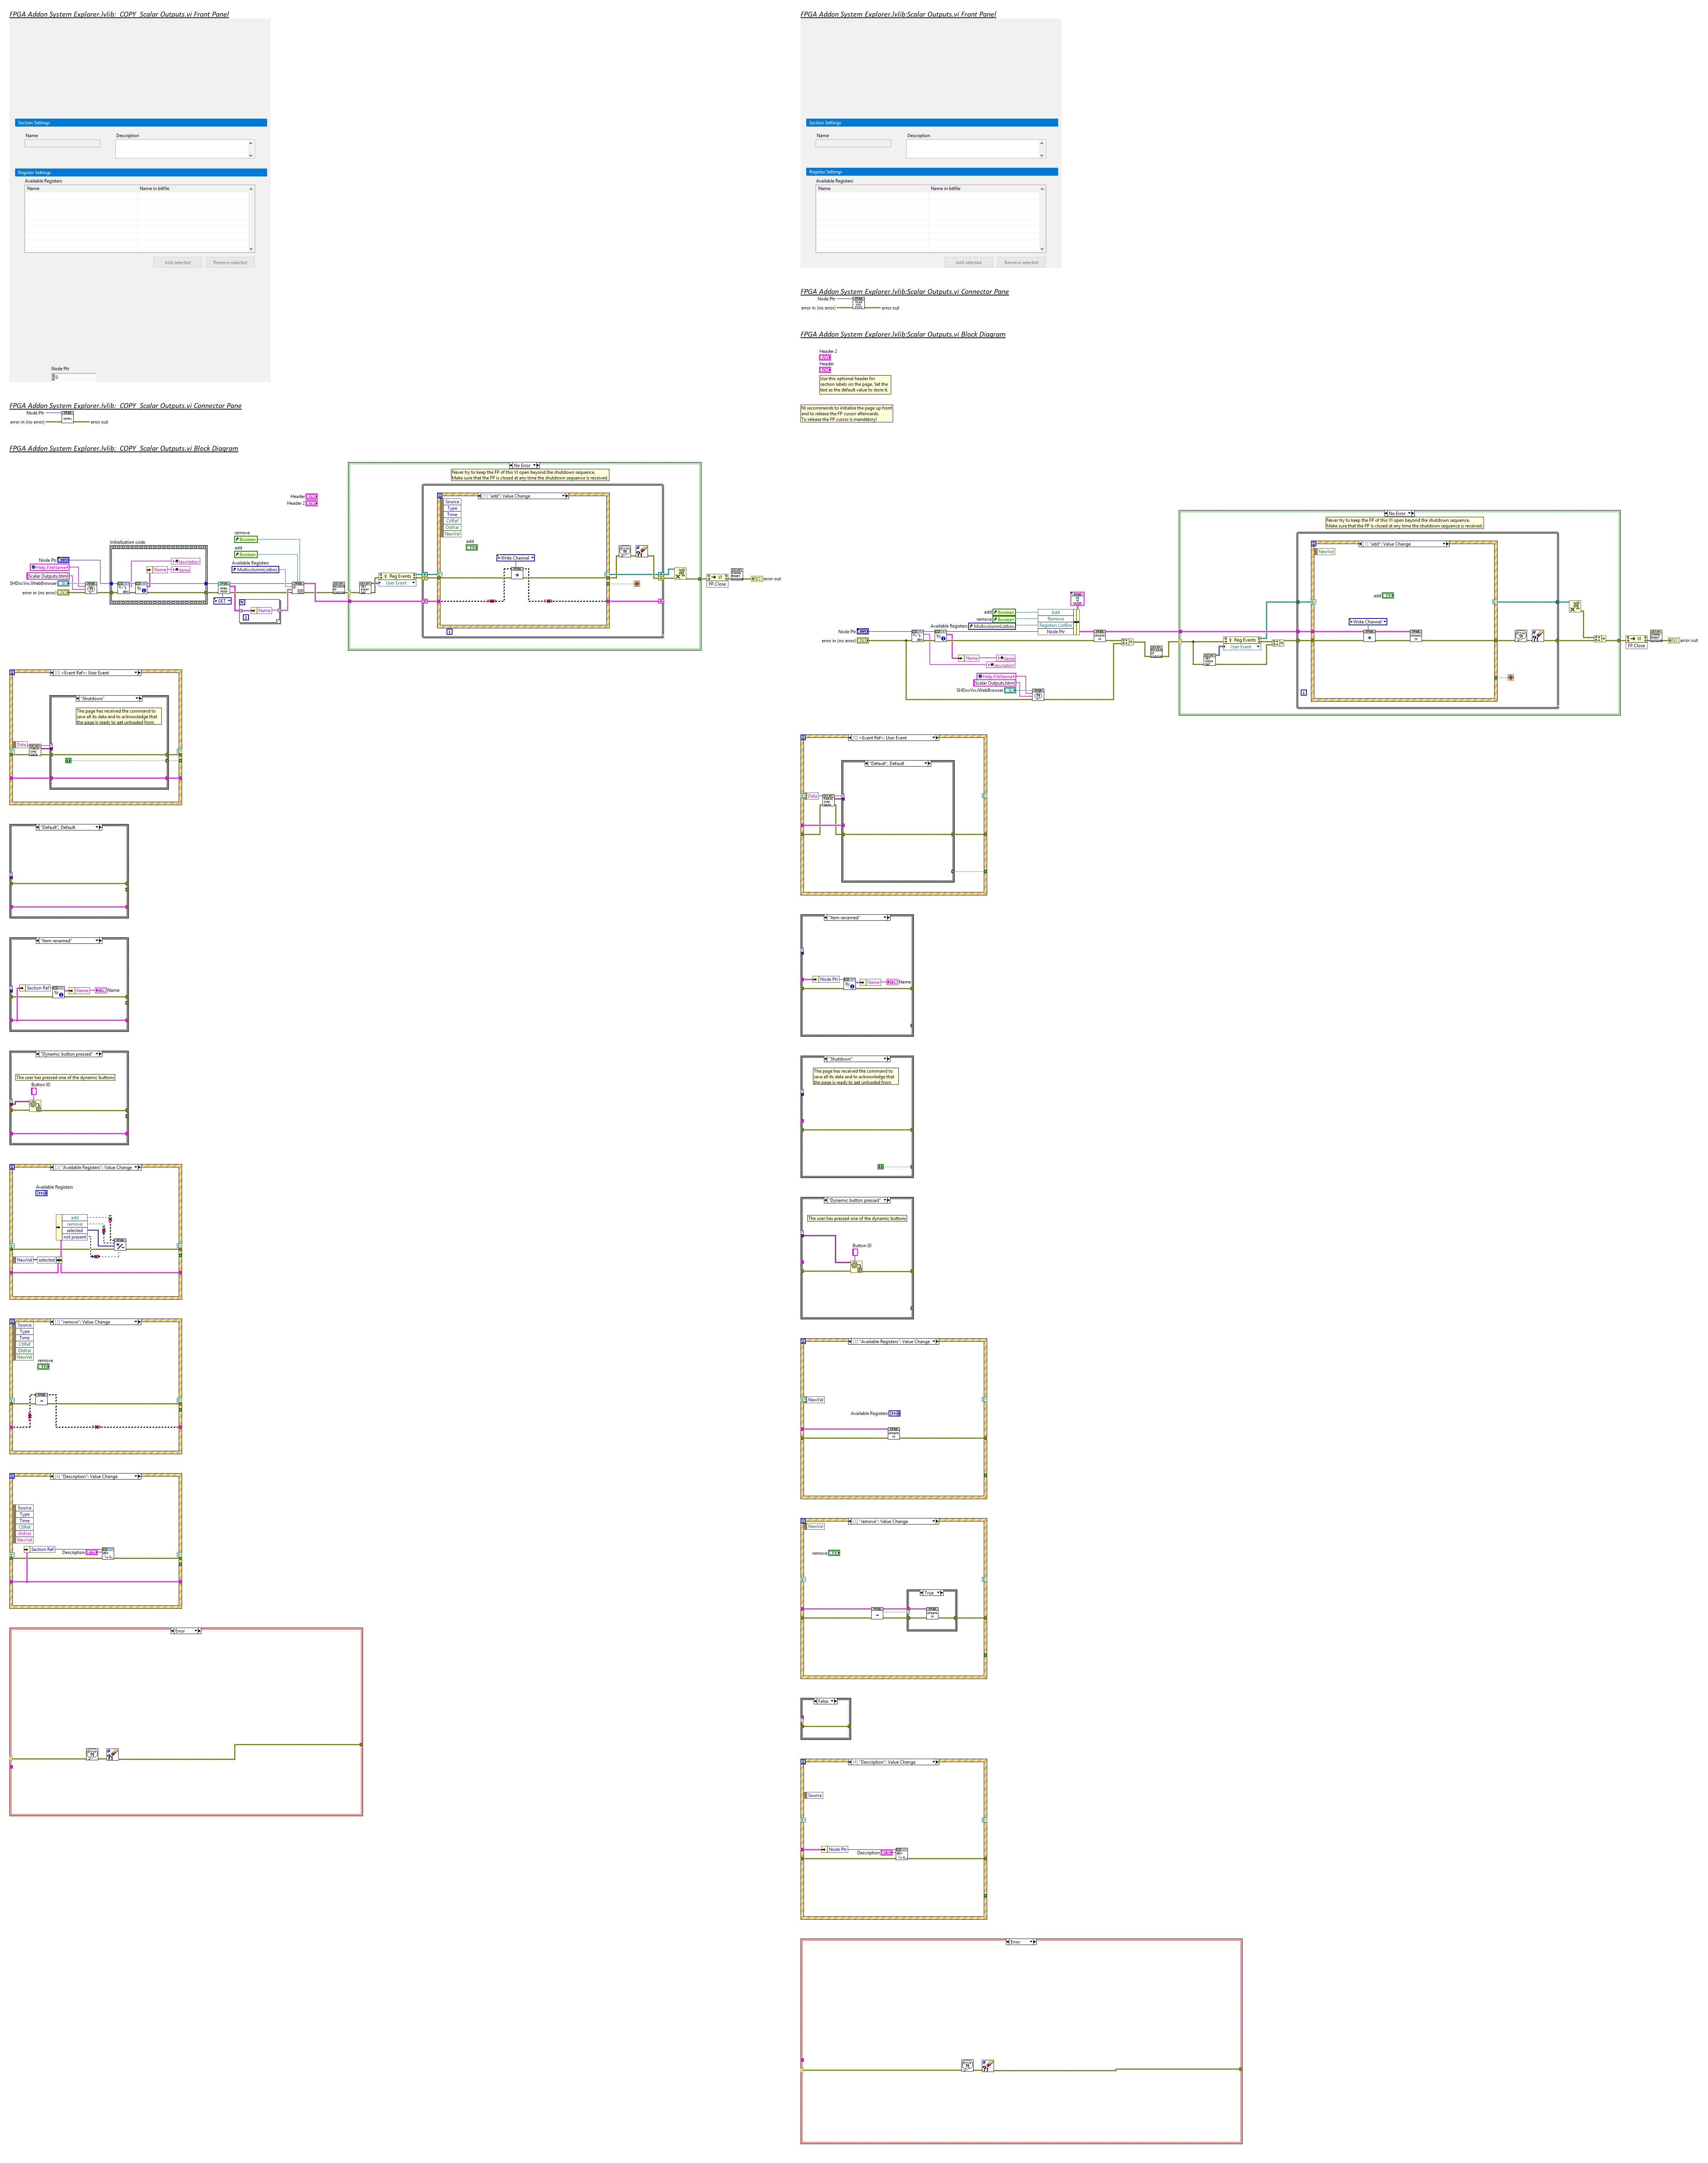 FPGA Addon System Explorer.lvlib:_COPY_Scalar Outputs.vi Front Panel
Section Settings
Name
Description
Register Settings
Available Registers
Name
Name in bitfile
Add selected
Remove selected
Node Ptr
0
FPGA Addon System Explorer.lvlib:_COPY_Scalar Outputs.vi Connector Pane
Node Ptr
error in (no error)
error out
FPGA Addon System Explorer.lvlib:_COPY_Scalar Outputs.vi Block Diagram
No Error
Never try to keep the FP of this VI open beyond the shutdown sequence.
Make sure that the FP is closed at any time the shutdown sequence is received.
Header
Header 2
[1] "add": Value Change
Source
Type
Time
CtlRef
OldVal
NewVal
add
Write Channel
remove
Boolean
add
Boolean
Available Registers
MulticolumnListbox
Initialization code
Description
Name
Name
Node Ptr
Help.FileName
Scalar Outputs.html
SHDocVw.IWebBrowser
error in (no error)
GET
Name
Reg Events
User Event
FP.Close
error out
[0] <Event Ref>: User Event
"Shutdown"
The page has received the command to
save all its data and to acknowledge that
the page is ready to get unloaded from
Data
"Default", Default
"Item renamed"
Section Ref
Name
Name
"Dynamic button pressed"
The user has pressed one of the dynamic buttons
Button ID
[2] "Available Registers": Value Change
Available Registers
add
remove
selected
not present
NewVal
selected
[3] "remove": Value Change
Source
Type
Time
CtlRef
OldVal
NewVal
remove
[4] "Description": Value Change
Source
Type
Time
CtlRef
OldVal
NewVal
Section Ref
Description
Error
FPGA Addon System Explorer.lvlib:Scalar Outputs.vi Front Panel
Section Settings
Name
Description
Register Settings
Available Registers
Name
Name in bitfile
Add selected
Remove selected
FPGA Addon System Explorer.lvlib:Scalar Outputs.vi Connector Pane
Node Ptr
error in (no error)
error out
FPGA Addon System Explorer.lvlib:Scalar Outputs.vi Block Diagram
Header 2
Header
Use this optional header for
section labels on the page. Set the
text as the default value to store it.
NI recommends to initialize the page up front
and to release the FP cursor afterwards.
To release the FP cursor is mandatory!
No Error
Never try to keep the FP of this VI open beyond the shutdown sequence.
Make sure that the FP is closed at any time the shutdown sequence is received.
[1] "add": Value Change
NewVal
add
Write Channel
add
Boolean
Add
remove
Boolean
Remove
Available Registers
MulticolumnListbox
Registers ListBox
Node Ptr
Node Ptr
error in (no error)
Name
Name
Description
Help.FileName
Scalar Outputs.html
SHDocVw.IWebBrowser
Reg Events
User Event
FP.Close
error out
[0] <Event Ref>: User Event
"Default", Default
Data
"Item renamed"
Node Ptr
Name
Name
"Shutdown"
The page has received the command to
save all its data and to acknowledge that
the page is ready to get unloaded from
"Dynamic button pressed"
The user has pressed one of the dynamic buttons
Button ID
[2] "Available Registers": Value Change
NewVal
Available Registers
[3] "remove": Value Change
NewVal
remove
True
False
[4] "Description": Value Change
Source
Node Ptr
Description
Error